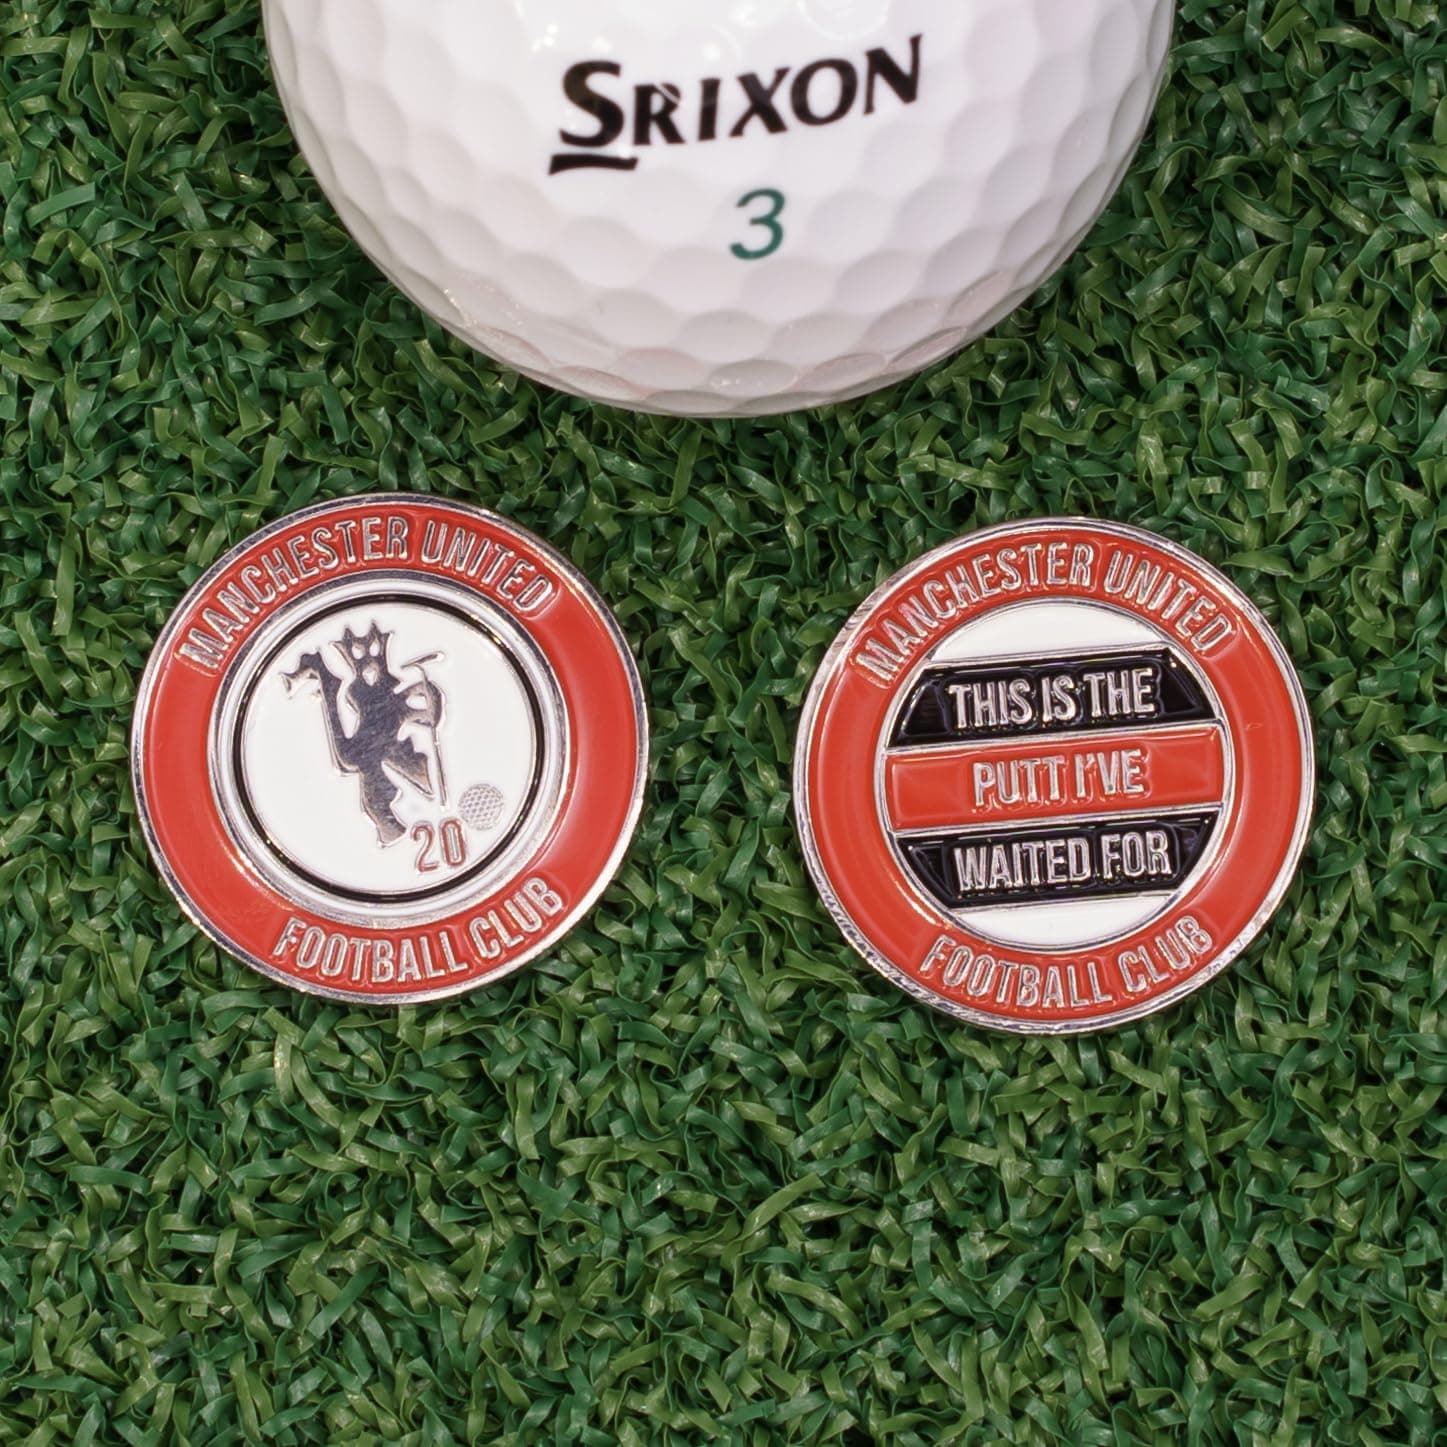 SRIXON
3
MANCHESTER UNITED
20
FOOTBALL CLUB
MANCHESTER UNITED
THIS IS THE
PUTT I'VE
WAITED FOR
FOOTBALL CLUB